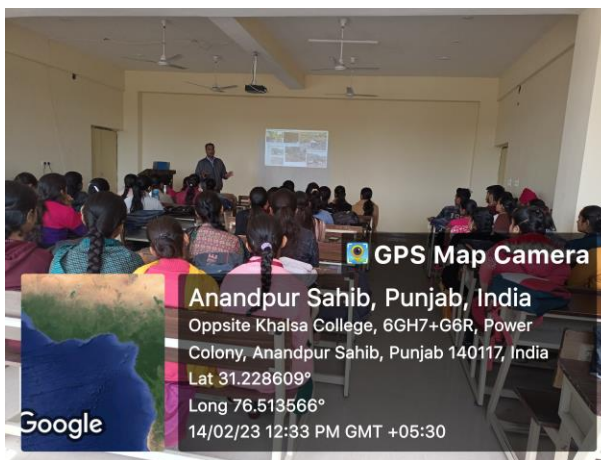 GPS Map Camera
Anandpur Sahib, Punjab, India
Oppsite Khalsa College, 6GH7+G6R, Power
Colony, Anandpur Sahib, Punjab 140117, India
Lat 31.228609°
Long 76.513566°
14/02/23 12:33 PM GMT +05:30
Google